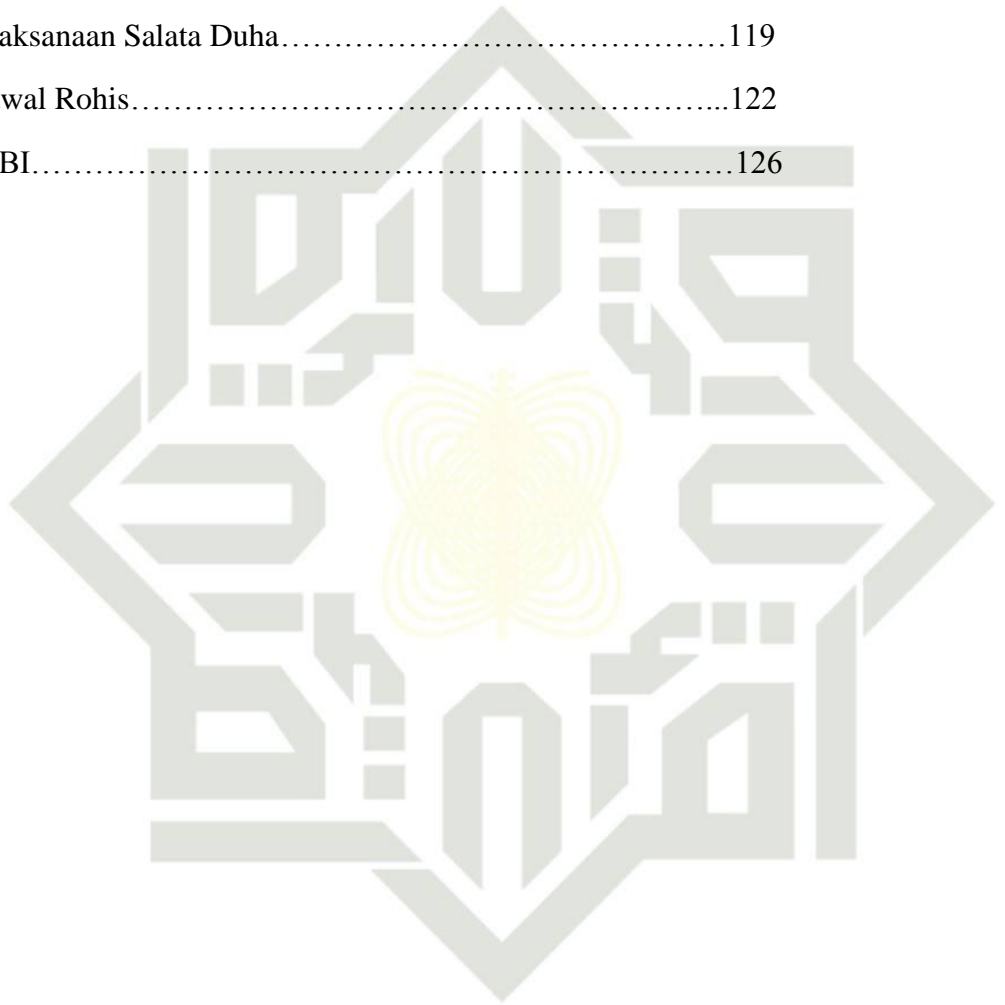 aksanaan Salata Duha……………………………………119
wal Rohis………………………………………………...122
BI…………………………………………………………126